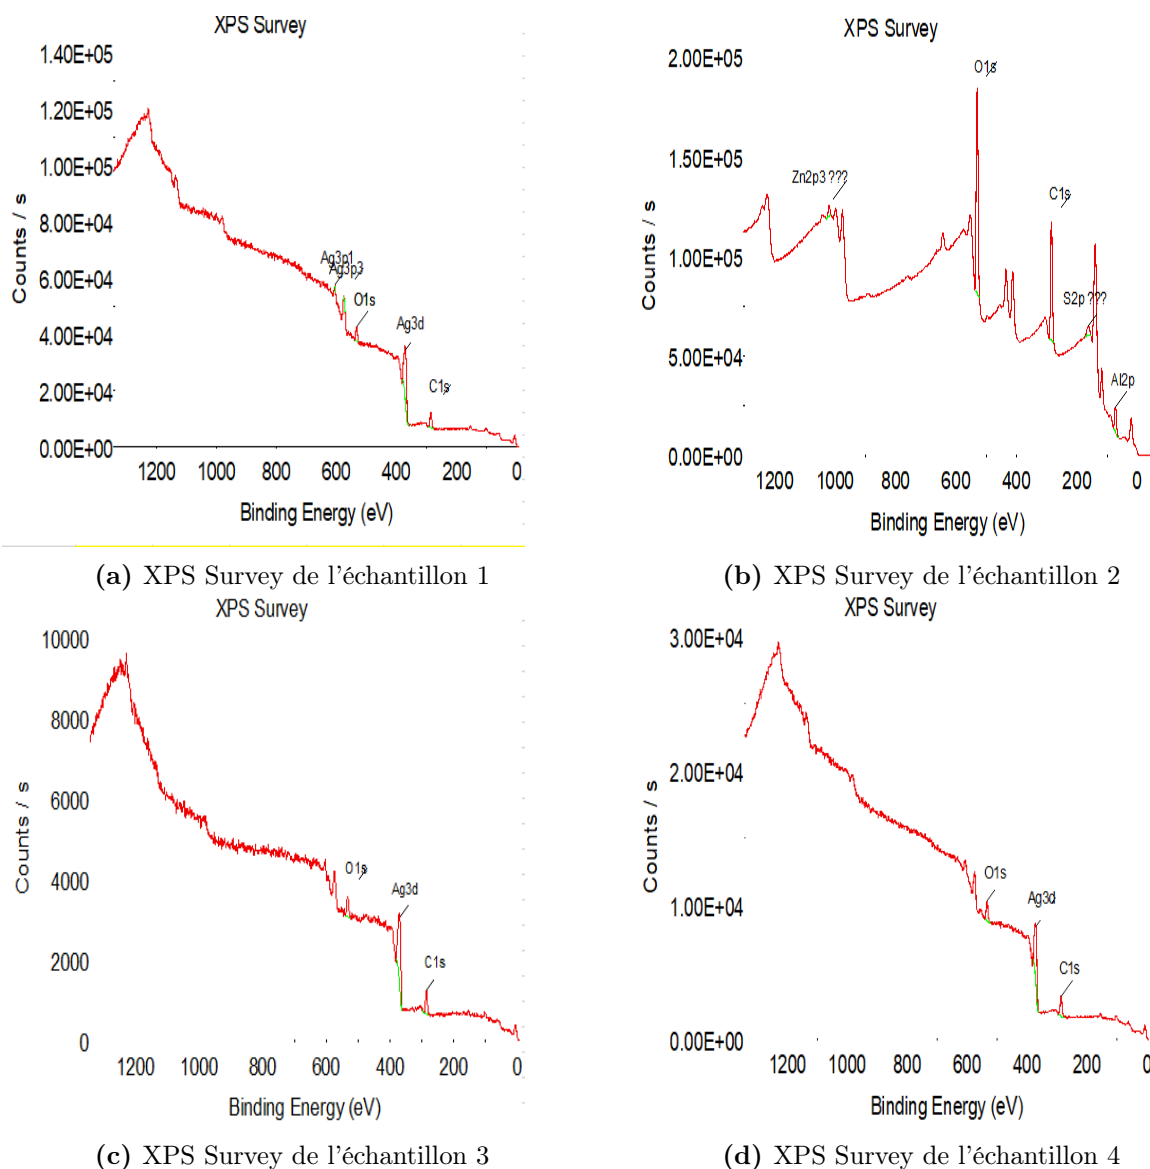 XPS Survey
1.40E+05
1.20E+05
1.00E+05
8.00E+04
6.00E+04
4.00E+04
2.00E+04
0.00E+00
Counts / s
Ag3p1
Ag3p3
O1s
Ag3d
C1s
1200 1000 800 600 400 200 0
Binding Energy (eV)
(a) XPS Survey de l'échantillon 1
XPS Survey
2.00E+05
1.50E+05
1.00E+05
5.00E+04
0.00E+00
Counts / s
O1s
Zn2p3 ???
C1s
S2p ???
Al2p
1200 1000 800 600 400 200 0
Binding Energy (eV)
(b) XPS Survey de l'échantillon 2
XPS Survey
10000
8000
6000
4000
2000
0
Counts / s
O1s
Ag3d
C1s
1200 1000 800 600 400 200 0
Binding Energy (eV)
(c) XPS Survey de l'échantillon 3
XPS Survey
3.00E+04
2.00E+04
1.00E+04
0.00E+00
Counts / s
O1s
Ag3d
C1s
1200 1000 800 600 400 200 0
Binding Energy (eV)
(d) XPS Survey de l'échantillon 4